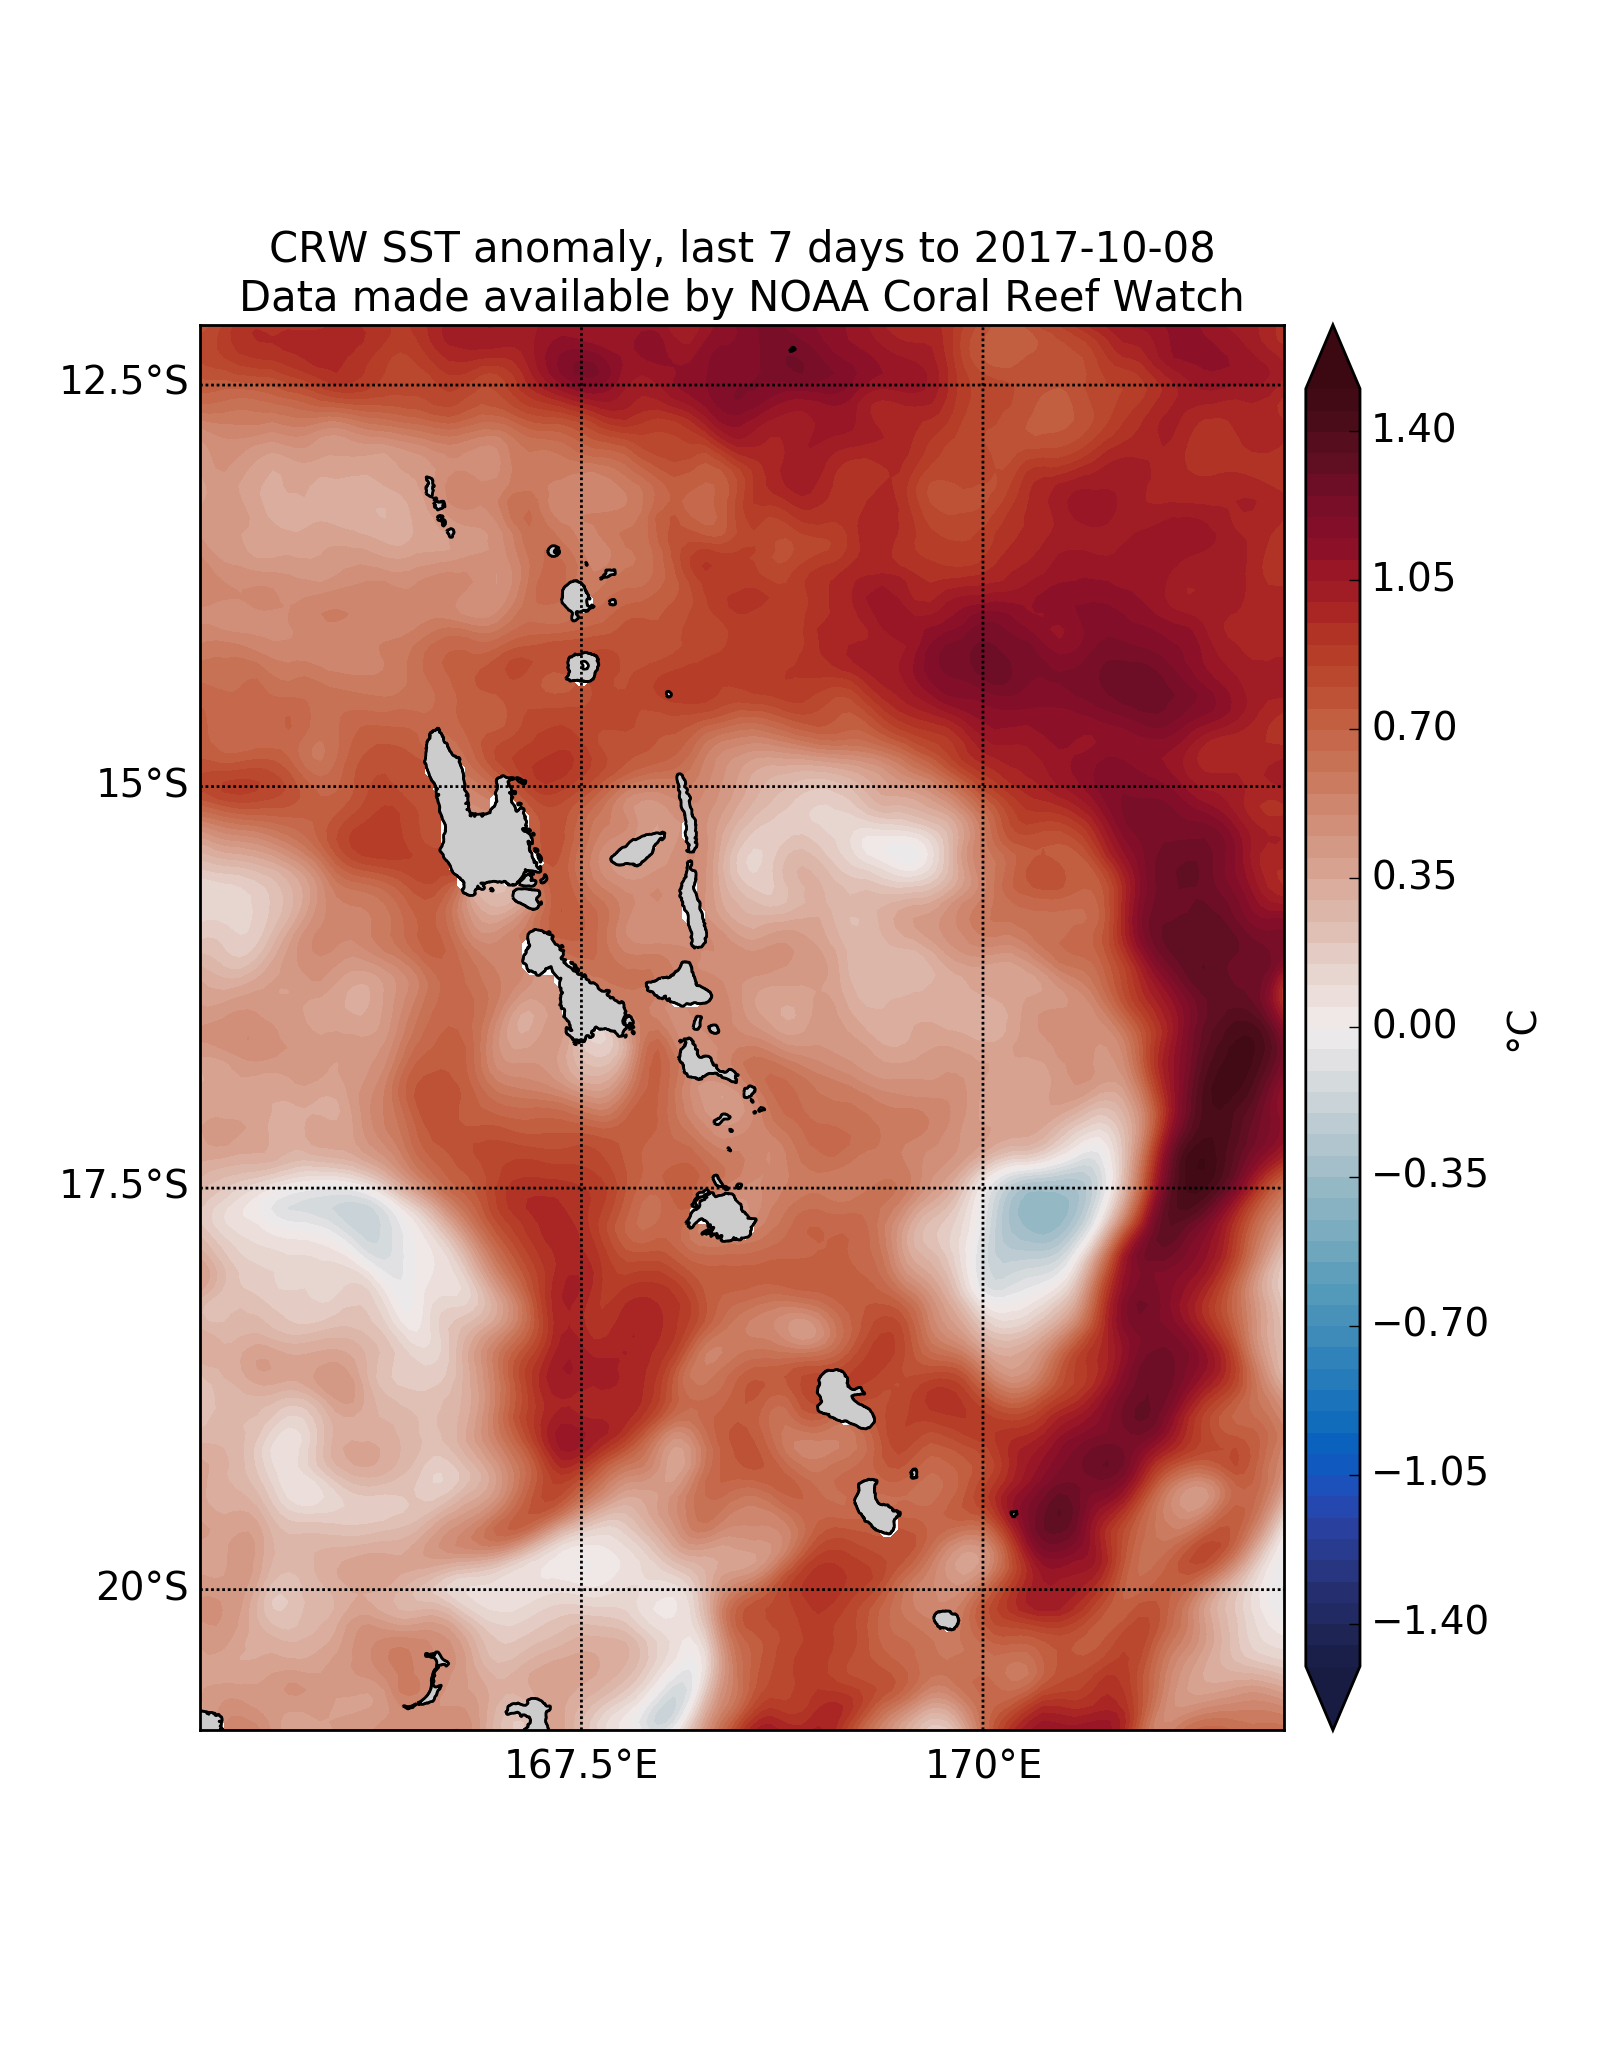 CRW SST anomaly, last 7 days to 2017-10-08
Data made available by NOAA Coral Reef Watch
12.5°S
15°S
17.5°S
20°S
167.5°E
170°E
1.40
1.05
0.70
0.35
0.00
−0.35
−0.70
−1.05
−1.40
°C